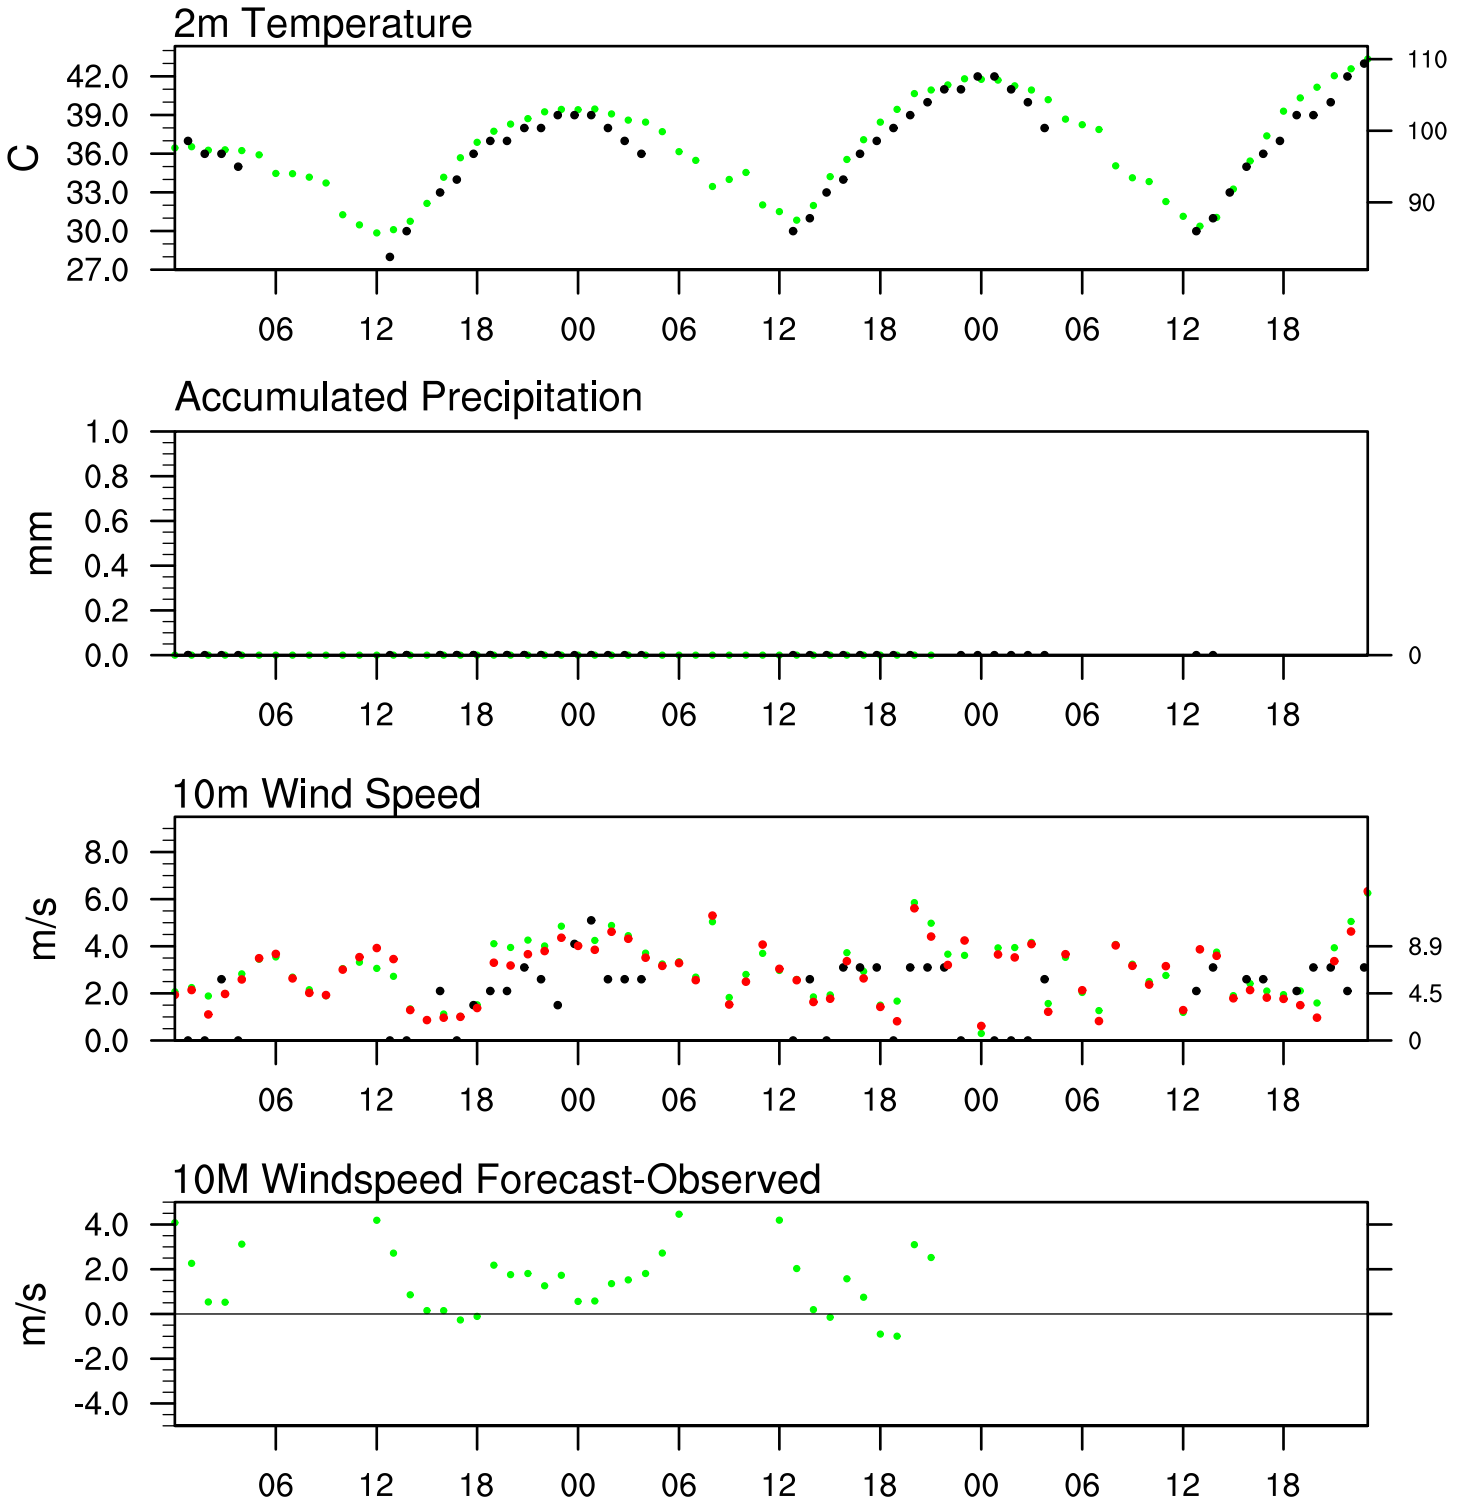 2m Temperature
C
42.0
39.0
36.0
33.0
30.0
27.0
110
100
90
06 12 18 00 06 12 18 00 06 12 18
Accumulated Precipitation
mm
1.0
0.8
0.6
0.4
0.2
0.0
0
06 12 18 00 06 12 18 00 06 12 18
10m Wind Speed
m/s
8.0
6.0
4.0
2.0
0.0
8.9
4.5
0
06 12 18 00 06 12 18 00 06 12 18
10M Windspeed Forecast-Observed
m/s
4.0
2.0
0.0
-2.0
-4.0
06 12 18 00 06 12 18 00 06 12 18